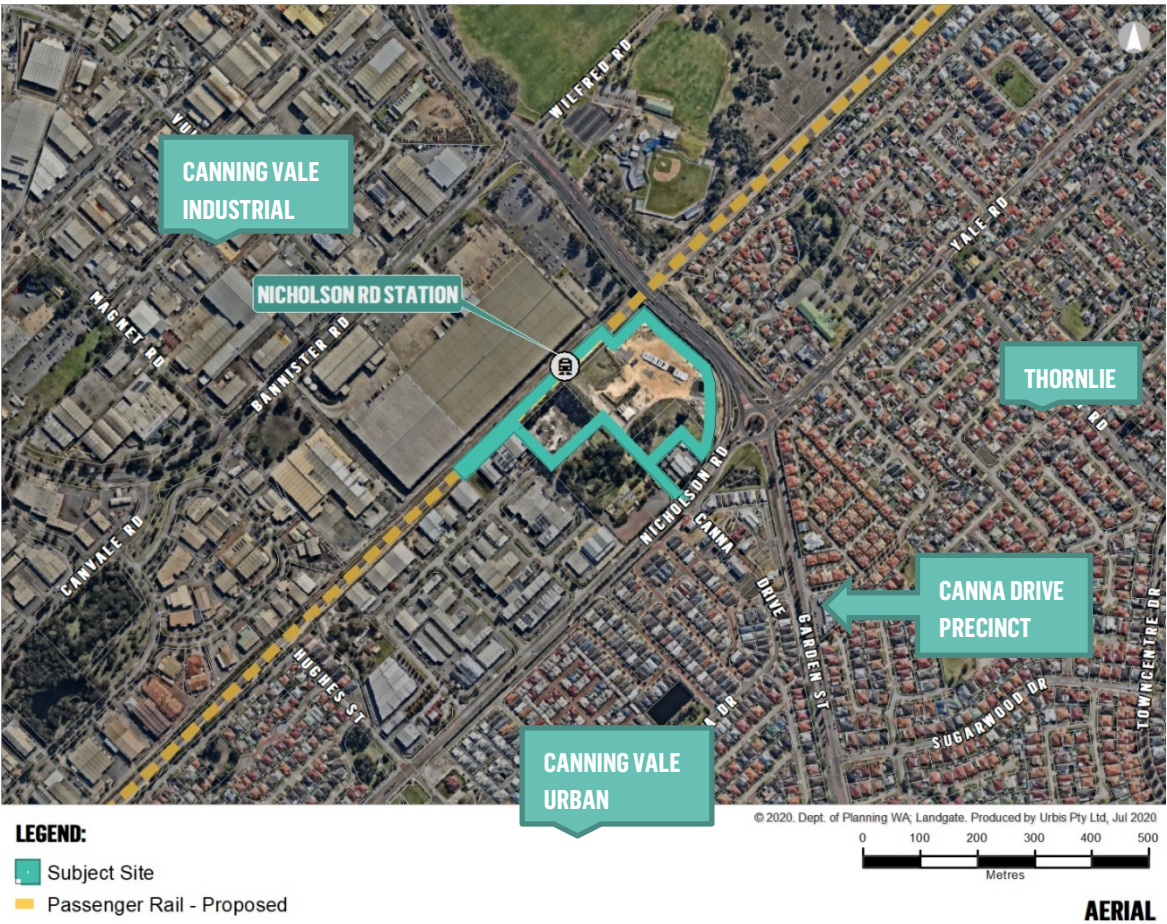 WILFRED RD
CANNING VALE
INDUSTRIAL
YALE RD
NICHOLSON RD STATION
MAGNET RD
BANNISTER RD
THORNLIE
RD
NICHOLSON RD
CANNA
DRIVE
CANVALE RD
CANNA DRIVE
PRECINCT
GARDEN ST
TOWNCENTRE DR
HUGHES ST
SUGARWOOD DR
DR
CANNING VALE
URBAN
© 2020. Dept. of Planning WA; Landgate. Produced by Urbis Pty Ltd, Jul 2020
LEGEND:
Subject Site
Passenger Rail - Proposed
0 100 200 300 400 500
Metres
AERIAL